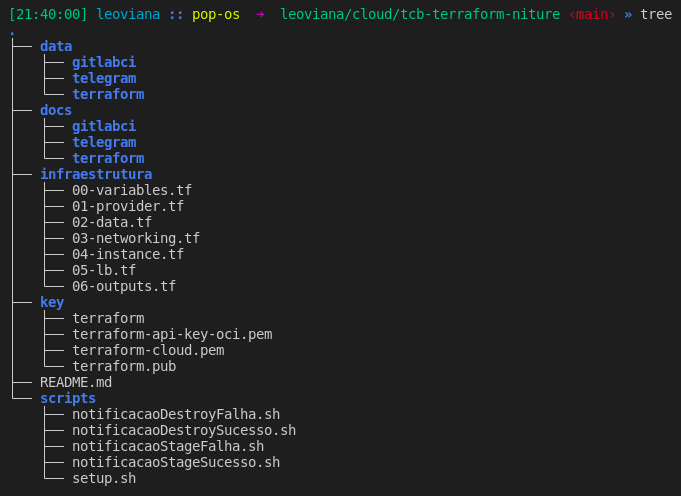 [21:40:00] leoviana :: pop-os  ➔  leoviana/cloud/tcb-terraform-niture ‹main› » tree
.
├── data
│   ├── gitlabci
│   ├── telegram
│   └── terraform
├── docs
│   ├── gitlabci
│   ├── telegram
│   └── terraform
├── infraestrutura
│   ├── 00-variables.tf
│   ├── 01-provider.tf
│   ├── 02-data.tf
│   ├── 03-networking.tf
│   ├── 04-instance.tf
│   ├── 05-lb.tf
│   └── 06-outputs.tf
├── key
│   ├── terraform
│   ├── terraform-api-key-oci.pem
│   ├── terraform-cloud.pem
│   └── terraform.pub
├── README.md
└── scripts
    ├── notificacaoDestroyFalha.sh
    ├── notificacaoDestroySucesso.sh
    ├── notificacaoStageFalha.sh
    ├── notificacaoStageSucesso.sh
    └── setup.sh